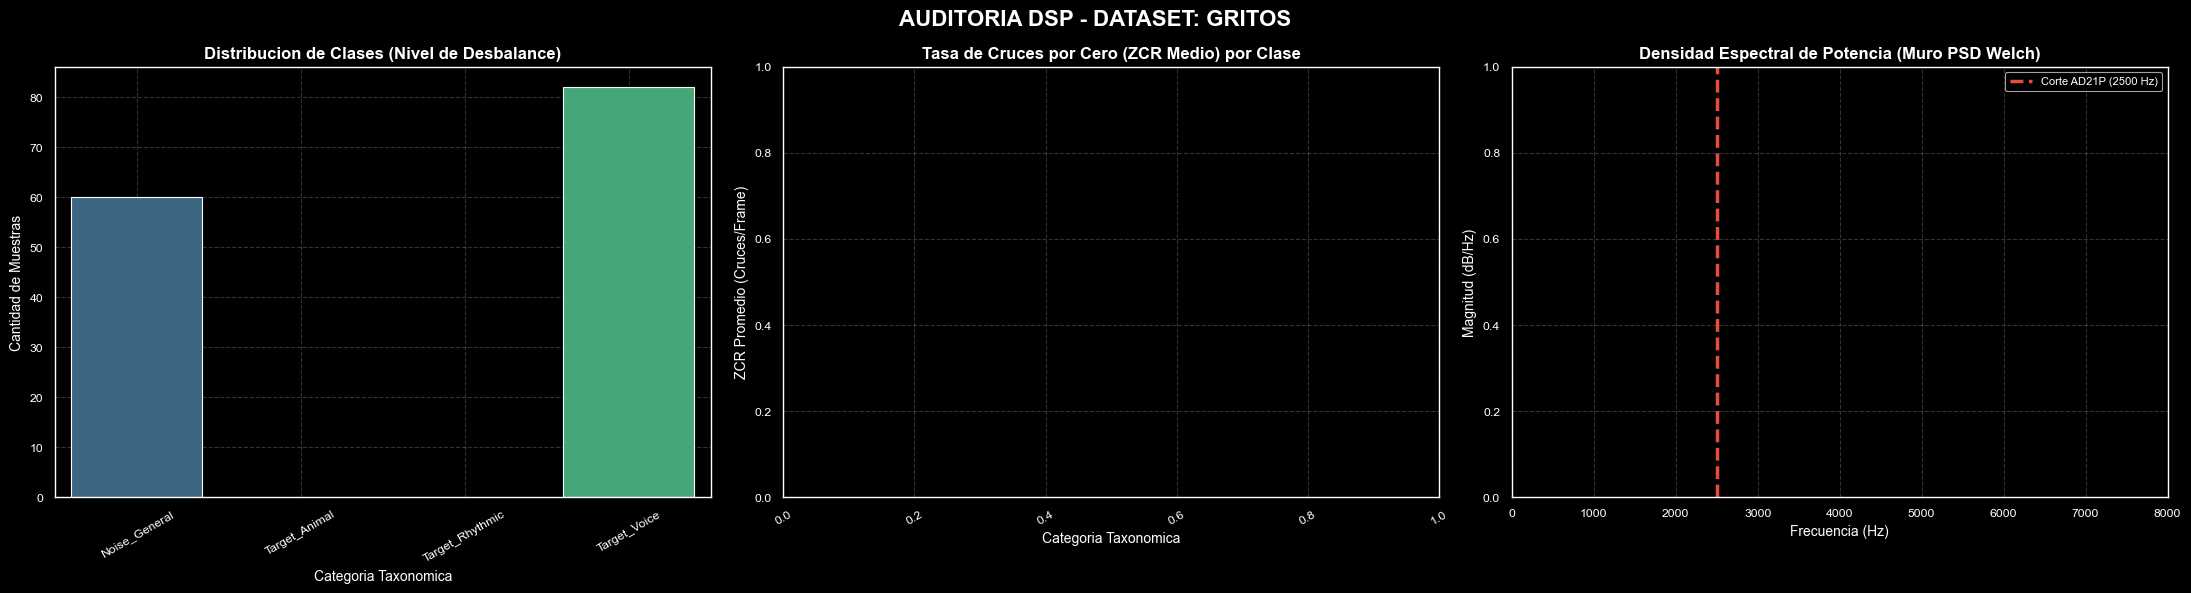 AUDITORIA DSP - DATASET: GRITOS
Distribucion de Clases (Nivel de Desbalance)
Cantidad de Muestras
80
70
60
50
40
30
20
10
0
Noise_General
Target_Animal
Target_Rhythmic
Target_Voice
Categoria Taxonomica
Tasa de Cruces por Cero (ZCR Medio) por Clase
ZCR Promedio (Cruces/Frame)
1.0
0.8
0.6
0.4
0.2
0.0
0.0
0.2
0.4
0.6
0.8
1.0
Categoria Taxonomica
Densidad Espectral de Potencia (Muro PSD Welch)
Corte AD21P (2500 Hz)
Magnitud (dB/Hz)
1.0
0.8
0.6
0.4
0.2
0.0
0
1000
2000
3000
4000
5000
6000
7000
8000
Frecuencia (Hz)